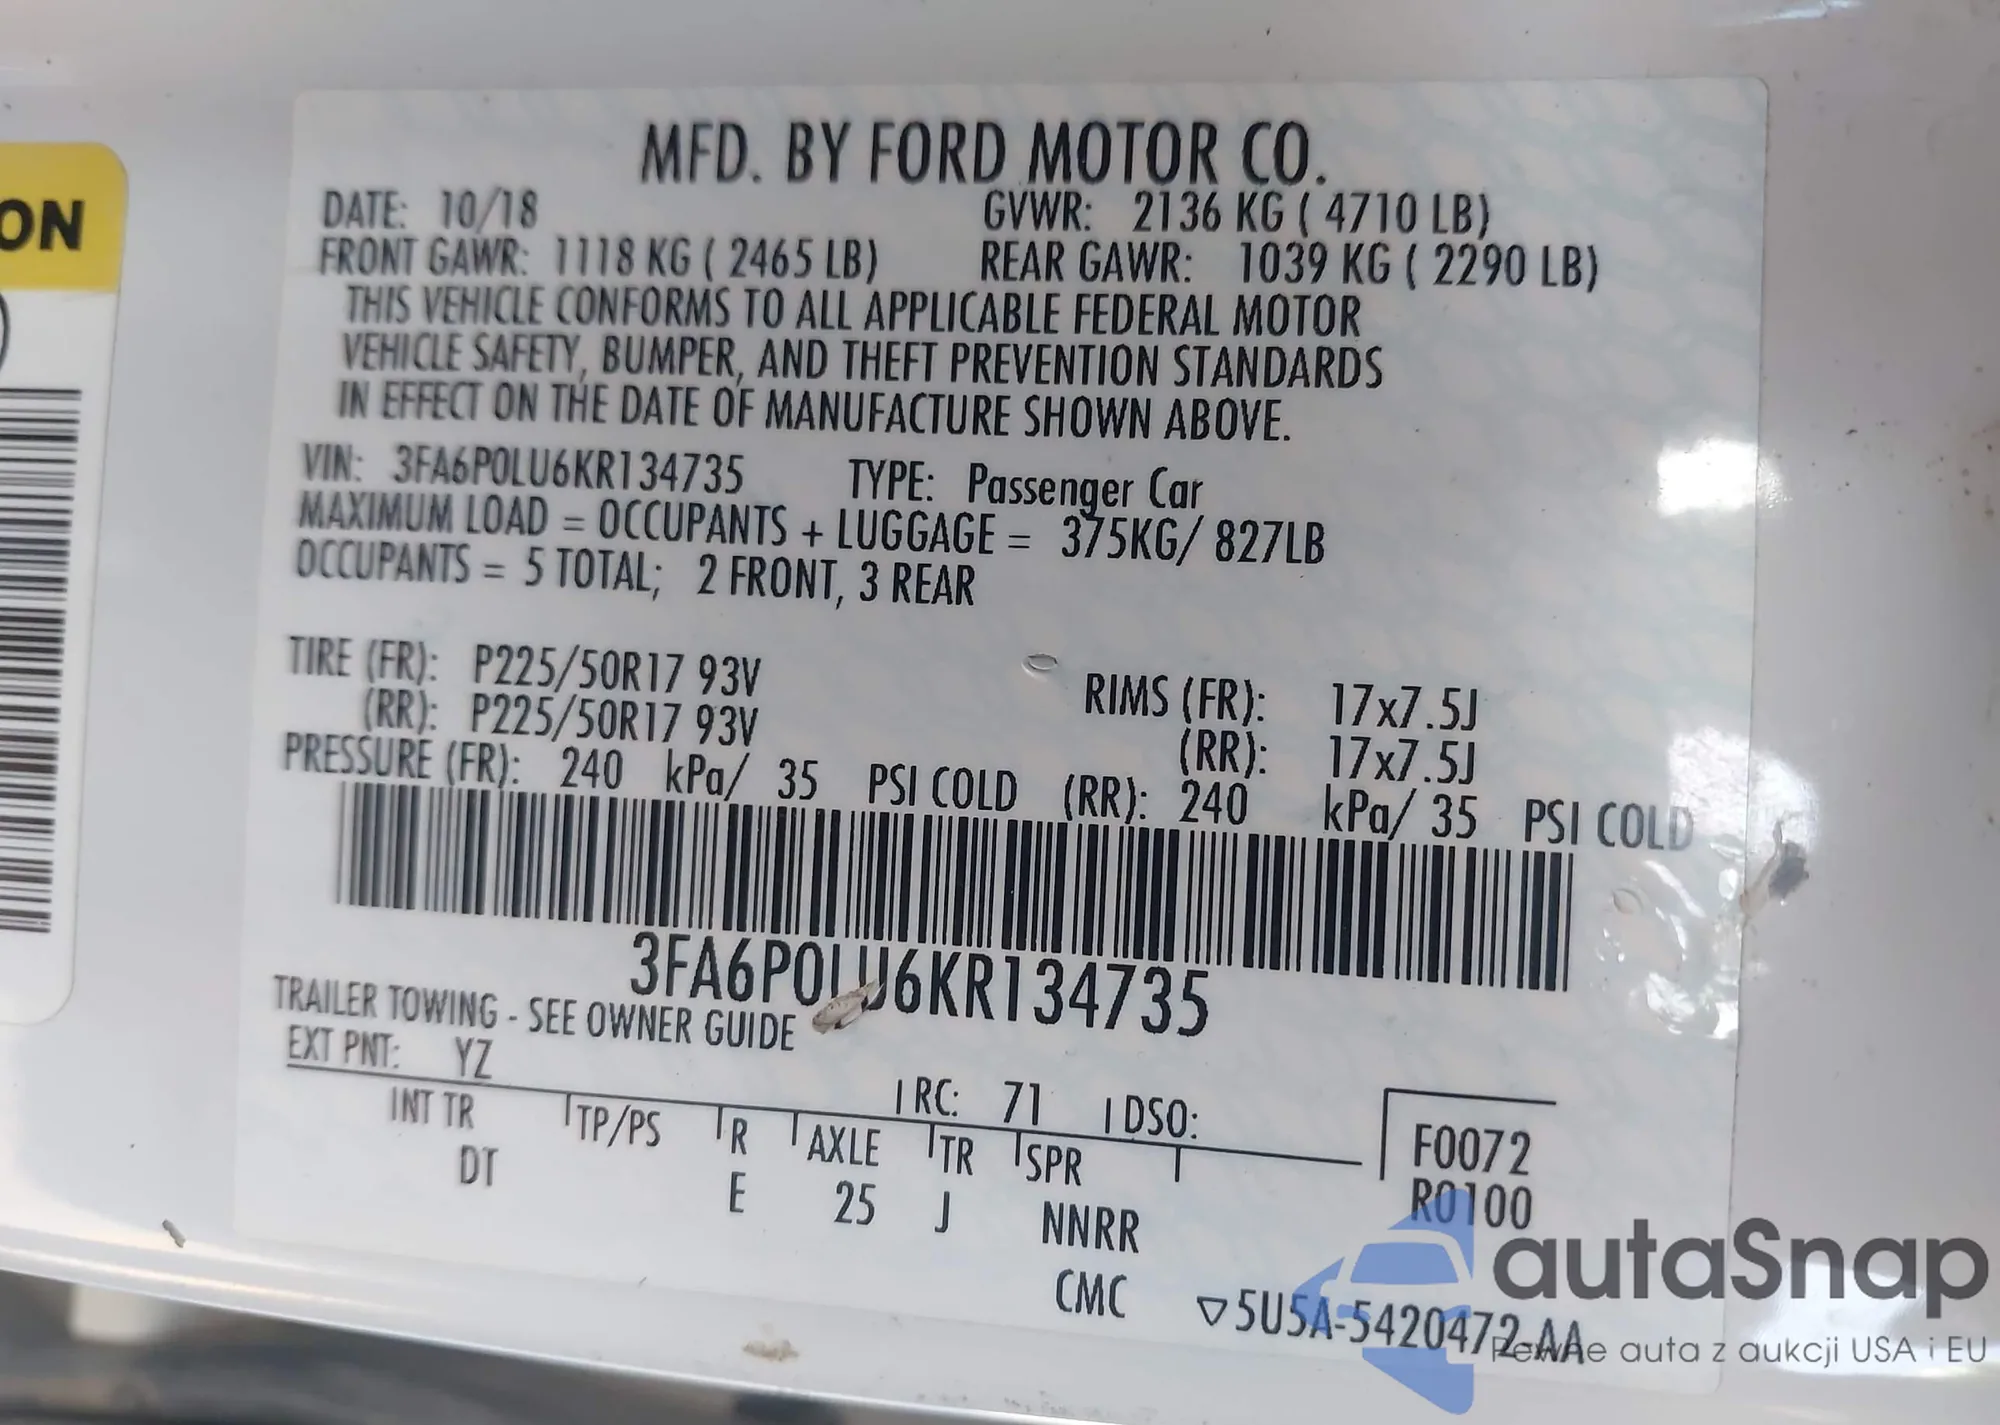 ON
MFD. BY FORD MOTOR CO.
DATE: 10/18 GVWR: 2136 KG ( 4710 LB)
FRONT GAWR: 1118 KG ( 2465 LB) REAR GAWR: 1039 KG ( 2290 LB)
THIS VEHICLE CONFORMS TO ALL APPLICABLE FEDERAL MOTOR
VEHICLE SAFETY, BUMPER, AND THEFT PREVENTION STANDARDS
IN EFFECT ON THE DATE OF MANUFACTURE SHOWN ABOVE.
VIN: 3FA6P0LU6KR134735 TYPE: Passenger Car
MAXIMUM LOAD = OCCUPANTS + LUGGAGE = 375KG/ 827LB
OCCUPANTS = 5 TOTAL; 2 FRONT, 3 REAR
TIRE (FR): P225/50R17 93V RIMS (FR): 17x7.5J
(RR): P225/50R17 93V (RR): 17x7.5J
PRESSURE (FR): 240 kPa/ 35 PSI COLD (RR): 240 kPa/ 35 PSI COLD
3FA6P0LU6KR134735
TRAILER TOWING - SEE OWNER GUIDE
EXT PNT: YZ RC: 71 DSO:
INT TR TP/PS R AXLE TR SPR F0072
DT E 25 J NNRR R0100
CMC ▽5U5A-5420472-AA
autaSnap
Pewne auta z aukcji USA i EU